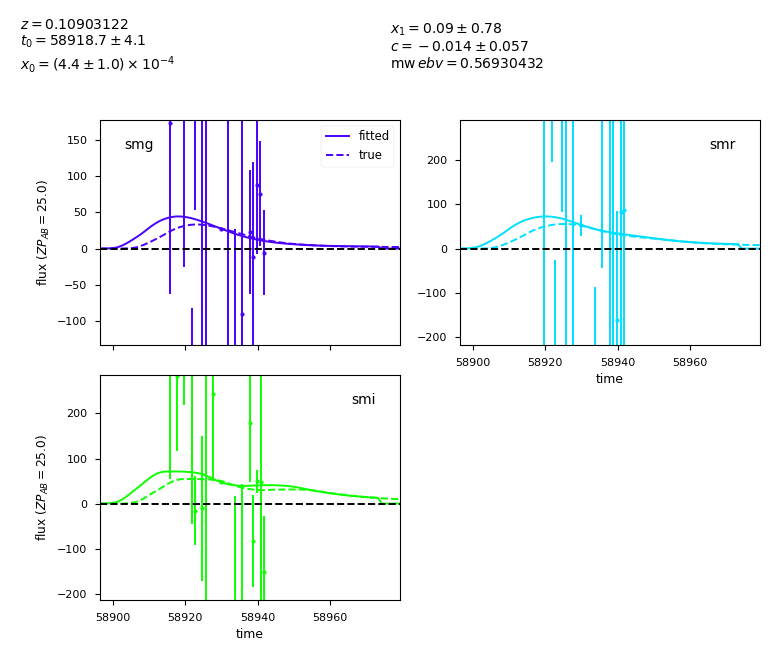 z = 0.10903122
t₀ = 58918.7 ± 4.1
x₀ = (4.4 ± 1.0) × 10⁻⁴
x₁ = 0.09 ± 0.78
c = −0.014 ± 0.057
mw ebv = 0.56930432
smg
fitted
true
150
100
50
0
−50
−100
flux (ZP_AB = 25.0)
smr
200
100
0
−100
−200
58900 58920 58940 58960
time
smi
200
100
0
−100
−200
flux (ZP_AB = 25.0)
58900 58920 58940 58960
time